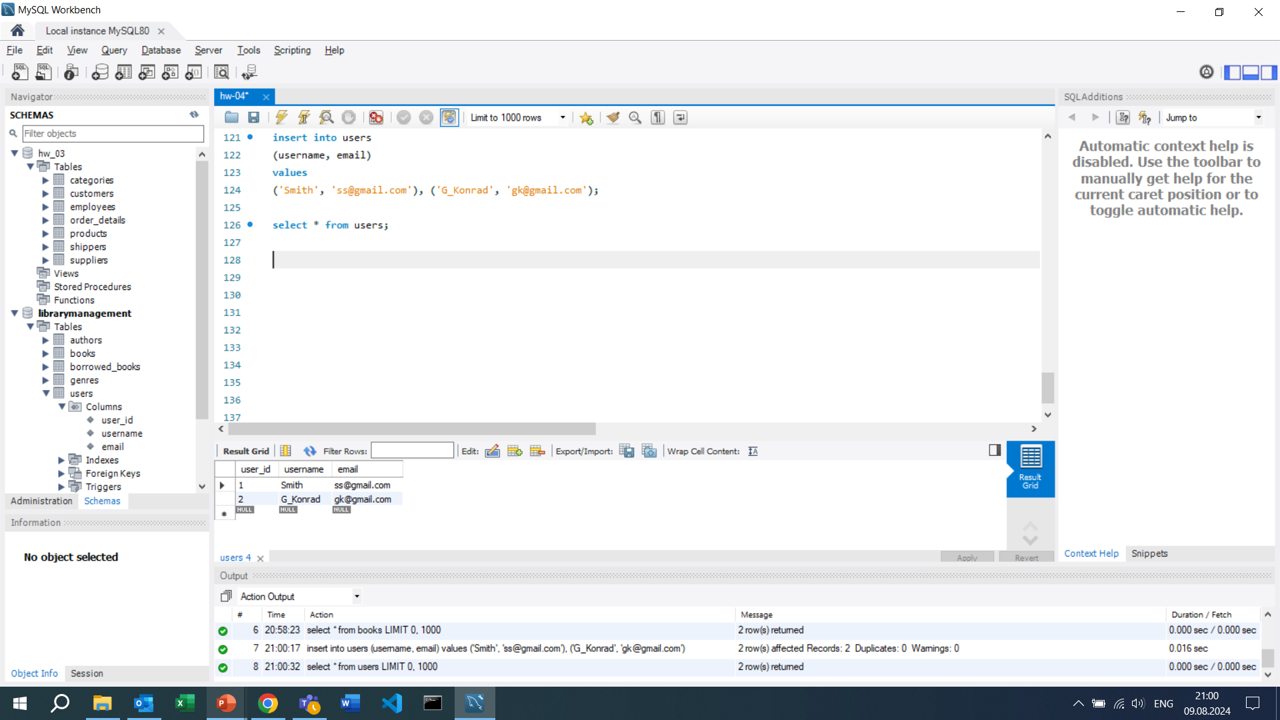 MySQL Workbench
Local instance MySQL80
File Edit View Query Database Server Tools Scripting Help
Navigator
SCHEMAS
Filter objects
hw_03
Tables
categories
customers
employees
order_details
products
shippers
suppliers
Views
Stored Procedures
Functions
librarymanagement
Tables
authors
books
borrowed_books
genres
users
Columns
user_id
username
email
Indexes
Foreign Keys
Triggers
Administration Schemas
Information
No object selected
Object Info Session
hw-04*
Limit to 1000 rows
121 insert into users
122 (username, email)
123 values
124 ('Smith', 'ss@gmail.com'), ('G_Konrad', 'gk@gmail.com');
125
126 select * from users;
127
128
129
130
131
132
133
134
135
136
137
Result Grid Filter Rows: Edit: Export/Import: Wrap Cell Content:
user_id username email
1 Smith ss@gmail.com
2 G_Konrad gk@gmail.com
NULL NULL NULL
Result Grid
users 4
Apply Revert
Output
Action Output
# Time Action Message Duration / Fetch
6 20:58:23 select * from books LIMIT 0, 1000 2 row(s) returned 0.000 sec / 0.000 sec
7 21:00:17 insert into users (username, email) values ('Smith', 'ss@gmail.com'), ('G_Konrad', 'gk@gmail.com') 2 row(s) affected Records: 2 Duplicates: 0 Warnings: 0 0.016 sec
8 21:00:32 select * from users LIMIT 0, 1000 2 row(s) returned 0.000 sec / 0.000 sec
SQLAdditions
Jump to
Automatic context help is
disabled. Use the toolbar to
manually get help for the
current caret position or to
toggle automatic help.
Context Help Snippets
ENG
21:00
09.08.2024